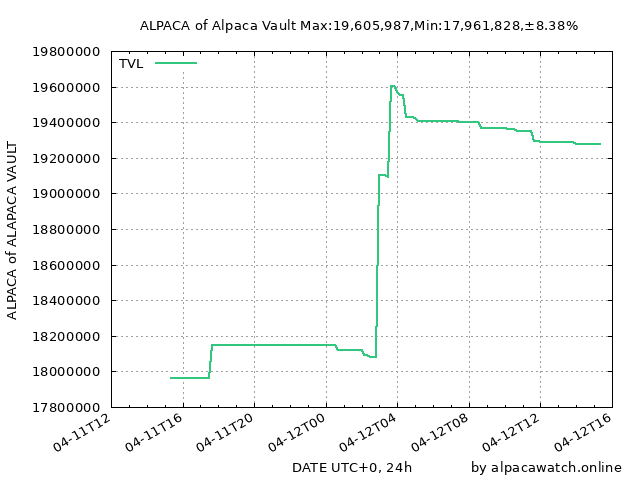 ALPACA of Alpaca Vault Max:19,605,987,Min:17,961,828,±8.38%
TVL
ALPACA of ALAPACA VAULT
19800000
19600000
19400000
19200000
19000000
18800000
18600000
18400000
18200000
18000000
17800000
04-11T12
04-11T16
04-11T20
04-12T00
04-12T04
04-12T08
04-12T12
04-12T16
DATE UTC+0, 24h
by alpacawatch.online